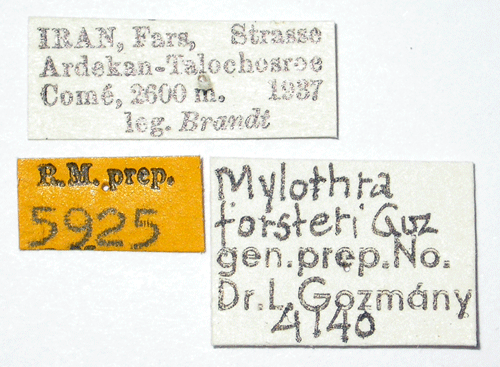 IRAN, Fars, Strasse
Ardekan-Talochosroe
Comé, 2600 m. 1937
leg. Brandt
R.M. prep.
5925
Mylothra
forsteri Goz
gen.prep.No.
Dr.L.Gozmány
4140